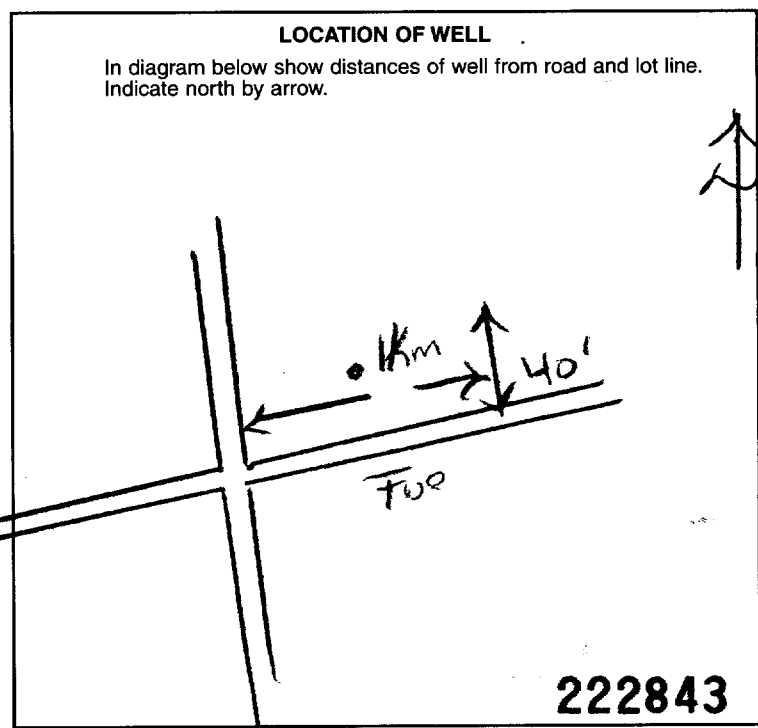 LOCATION OF WELL
In diagram below show distances of well from road and lot line.
Indicate north by arrow.
N
.1Km
40'
Two
222843